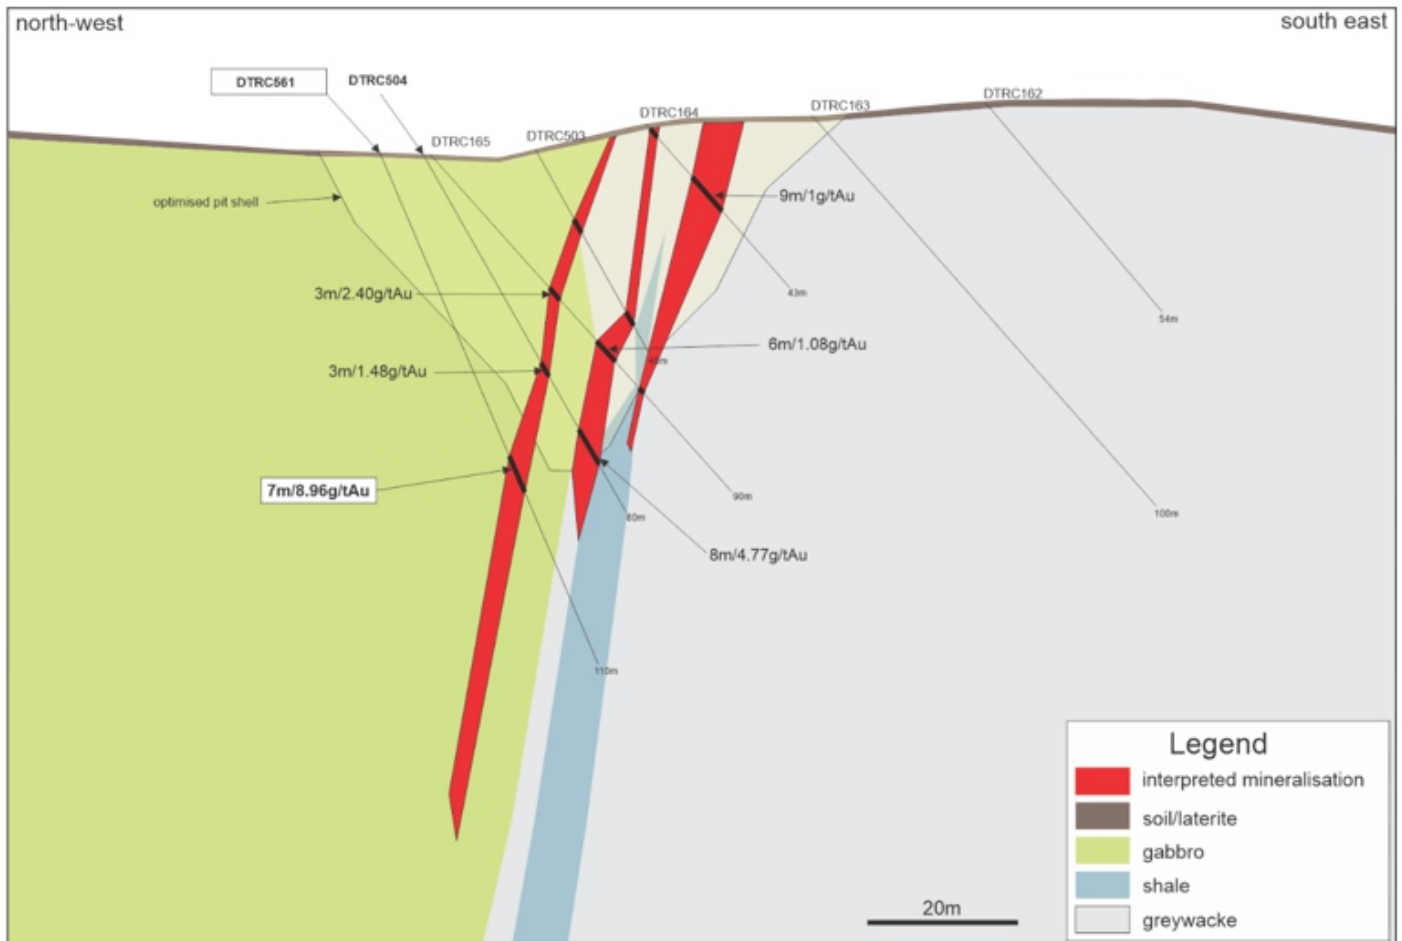 north-west
south east
DTRC561
DTRC504
DTRC162
DTRC163
DTRC164
DTRC503
DTRC165
optimised pit shell
9m/1g/tAu
3m/2.40g/tAu
43m
54m
6m/1.08g/tAu
45m
3m/1.48g/tAu
7m/8.96g/tAu
90m
100m
80m
8m/4.77g/tAu
110m
Legend
interpreted mineralisation
soil/laterite
gabbro
shale
greywacke
20m